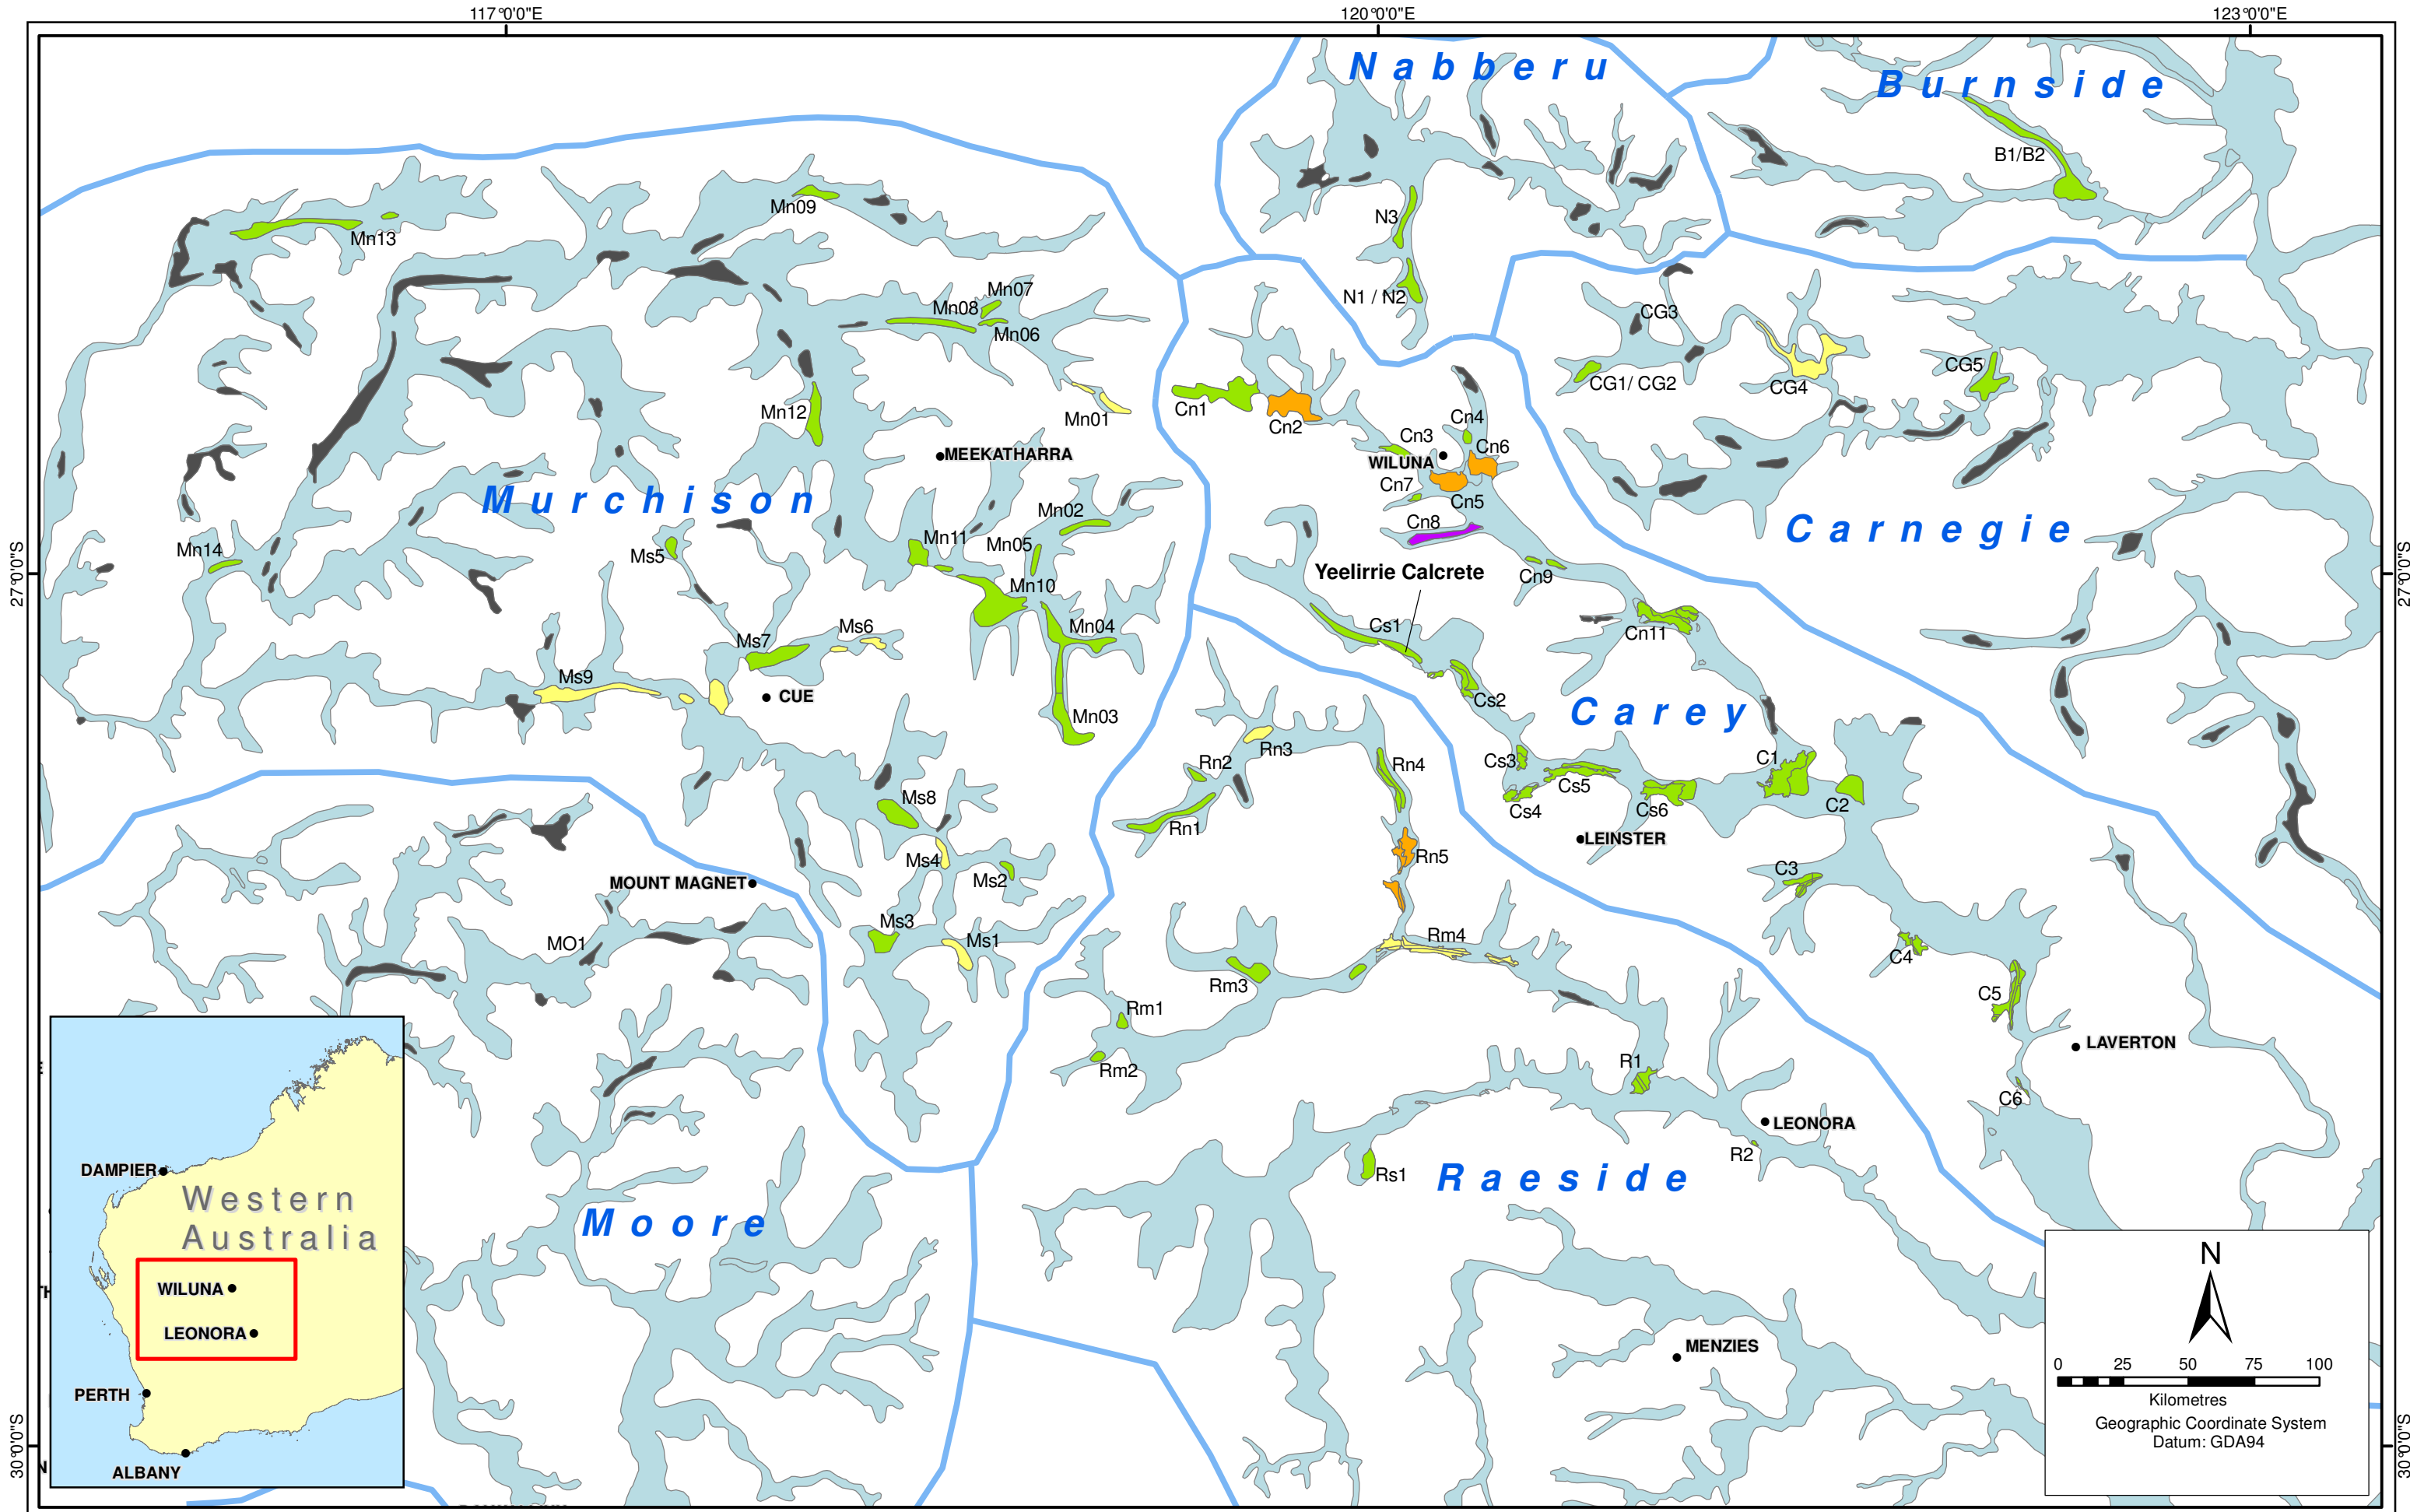 117°0'0"E
120°0'0"E
123°0'0"E
Nabberu
Burnside
B1/B2
Mn09
Mn13
N3
N1 / N2
Mn07
Mn08
Mn06
CG3
CG1/ CG2
CG4
CG5
Mn12
Mn01
Cn1
Cn2
Cn4
Cn3
Cn6
MEEKATHARRA
WILUNA
Cn7
Cn5
Murchison
Mn02
Cn8
Carnegie
Mn14
Ms5
Mn11
Mn05
27°0'0"S
27°0'0"S
Yeelirrie Calcrete
Cn9
Mn10
Mn04
Cs1
Cn11
Ms6
Ms7
Ms9
CUE
Cs2
Carey
Mn03
Rn3
Rn2
Rn4
Cs3
Cs5
C1
C2
Cs4
Cs6
Ms8
Rn1
LEINSTER
Ms4
Rn5
Ms2
C3
MOUNT MAGNET
Ms3
Ms1
MO1
Rm4
C4
Rm3
C5
Rm1
Rm2
R1
LAVERTON
C6
LEONORA
R2
Rs1
Raeside
Moore
MENZIES
DAMPIER
Western
Australia
WILUNA
LEONORA
PERTH
ALBANY
N
0 25 50 75 100
Kilometres
Geographic Coordinate System
Datum: GDA94
30°0'0"S
30°0'0"S